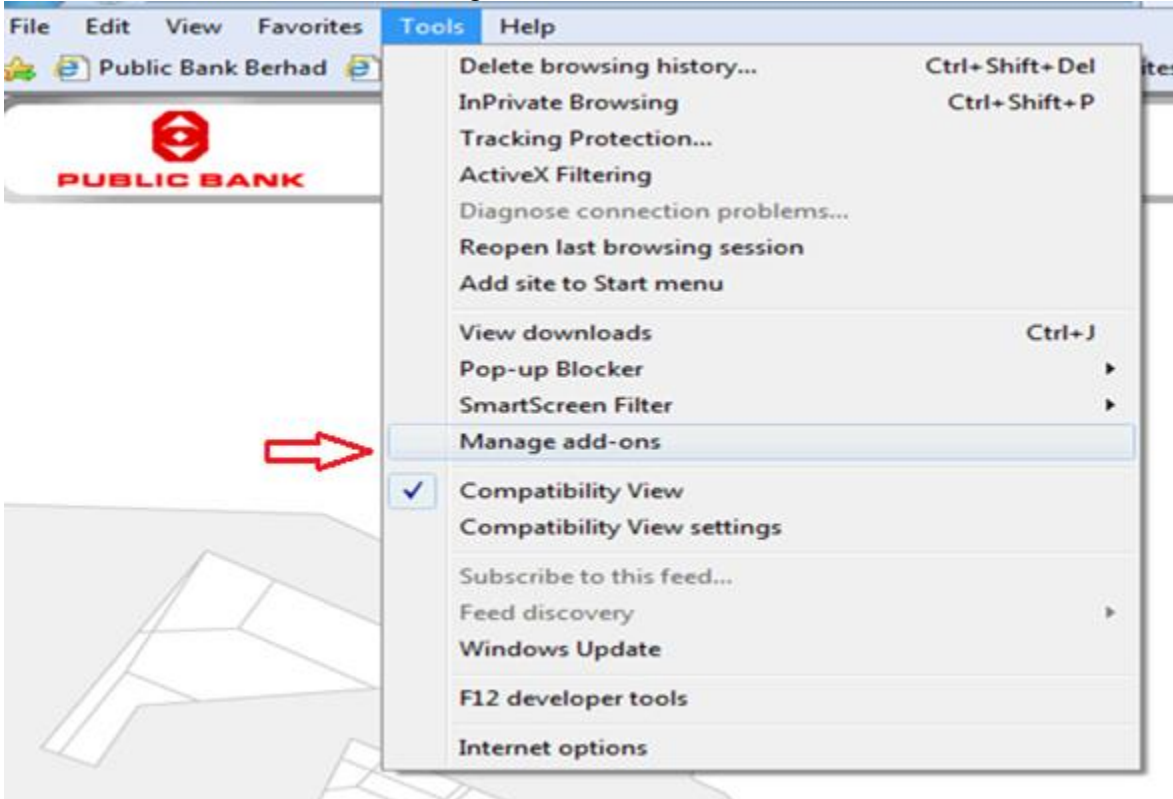 File Edit View Favorites Tools Help
Public Bank Berhad
PUBLIC BANK
Delete browsing history... Ctrl+Shift+Del
InPrivate Browsing Ctrl+Shift+P
Tracking Protection...
ActiveX Filtering
Diagnose connection problems...
Reopen last browsing session
Add site to Start menu
View downloads Ctrl+J
Pop-up Blocker
SmartScreen Filter
Manage add-ons
Compatibility View
Compatibility View settings
Subscribe to this feed...
Feed discovery
Windows Update
F12 developer tools
Internet options